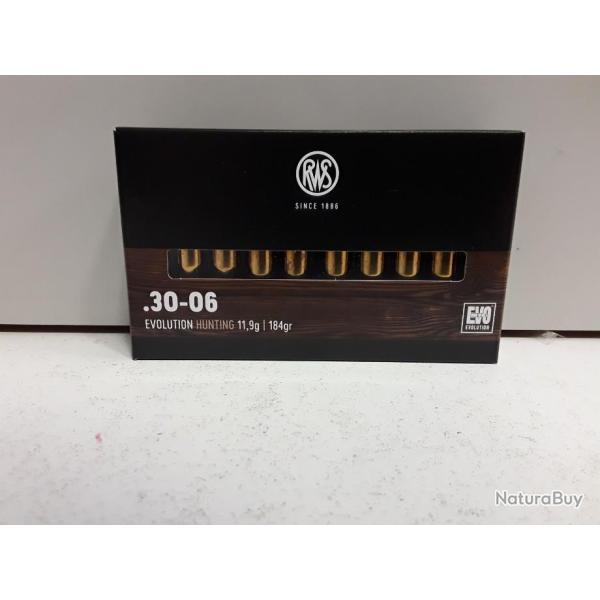 RWS
SINCE 1886
.30-06
EVOLUTION HUNTING 11,9g | 184gr
EVO
EVOLUTION
NaturaBuy